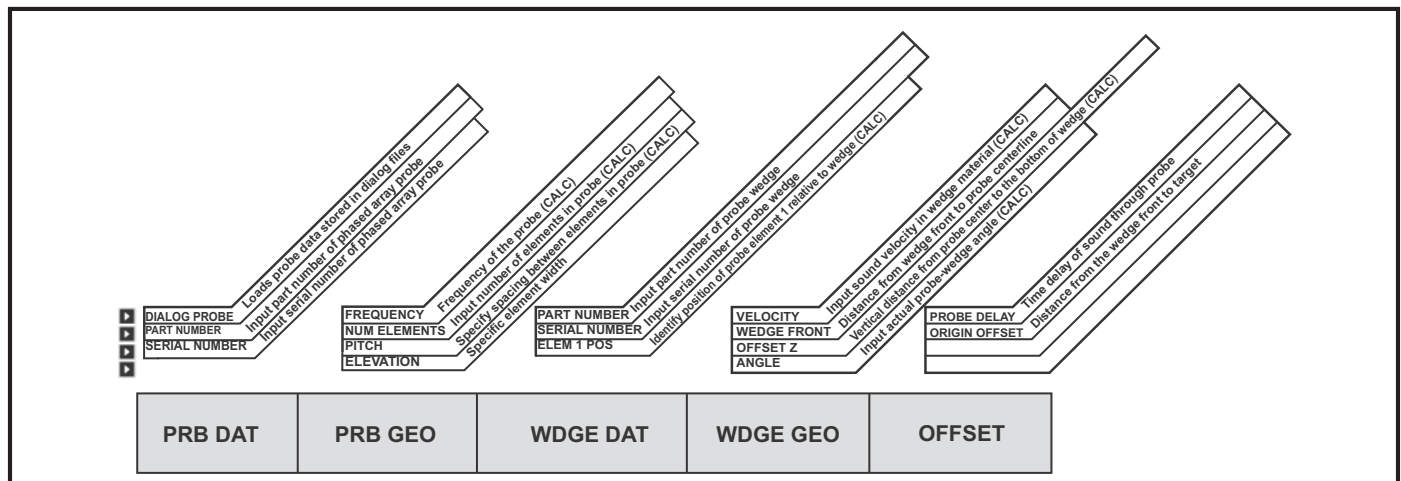 DIALOG PROBE
Loads probe data stored in dialog files
PART NUMBER
Input part number of phased array probe
SERIAL NUMBER
Input serial number of phased array probe
FREQUENCY
Frequency of the probe (CALC)
NUM ELEMENTS
Input number of elements in probe (CALC)
PITCH
Specify spacing between elements in probe (CALC)
ELEVATION
Specific element width
PART NUMBER
Input part number of probe wedge
SERIAL NUMBER
Input serial number of probe wedge
ELEM 1 POS
Identify position of probe element 1 relative to wedge (CALC)
VELOCITY
Input sound velocity in wedge material (CALC)
WEDGE FRONT
Distance from wedge front to probe centerline
OFFSET Z
Vertical distance from probe center to the bottom of wedge (CALC)
ANGLE
Input actual probe-wedge angle (CALC)
PROBE DELAY
Time delay of sound through probe
ORIGIN OFFSET
Distance from the wedge front to target
PRB DAT
PRB GEO
WDGE DAT
WDGE GEO
OFFSET